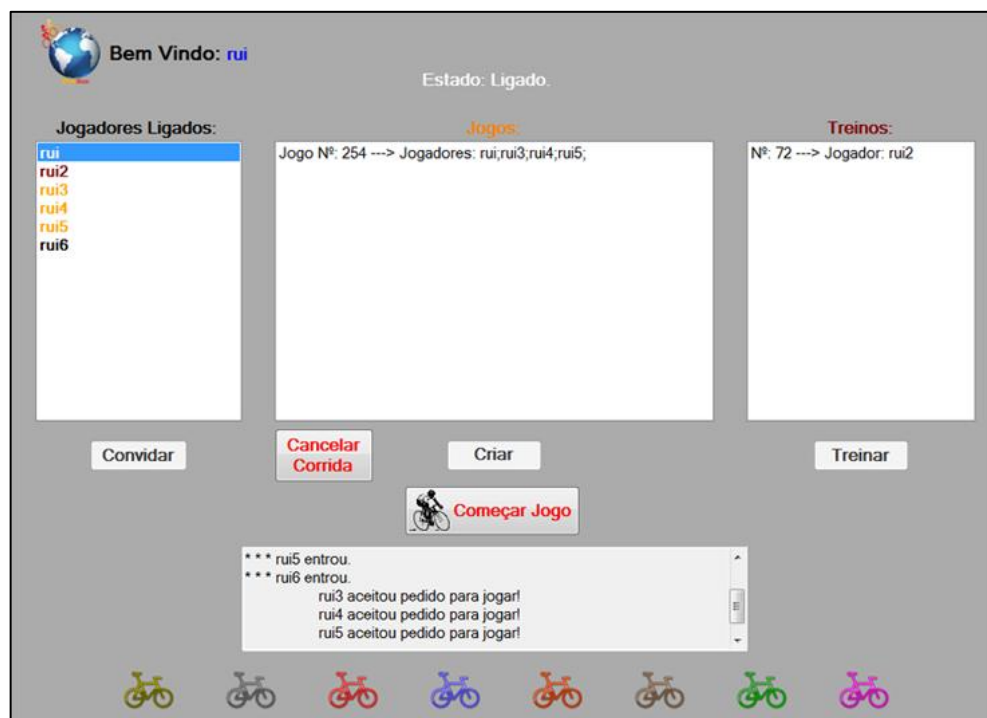 Bem Vindo: rui
Estado: Ligado.
Jogadores Ligados:
rui
rui2
rui3
rui4
rui5
rui6
Convidar
Jogos:
Jogo Nº: 254 ---> Jogadores: rui;rui3;rui4;rui5;
Cancelar
Corrida
Criar
Começar Jogo
Treinos:
Nº: 72 ---> Jogador: rui2
Treinar
* * * rui5 entrou.
* * * rui6 entrou.
rui3 aceitou pedido para jogar!
rui4 aceitou pedido para jogar!
rui5 aceitou pedido para jogar!